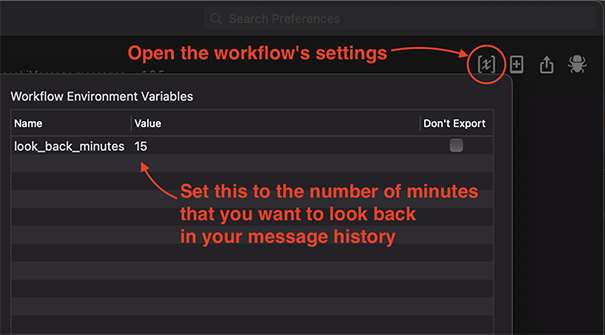 Search Preferences
Open the workflow's settings
Workflow Environment Variables
Name Value Don't Export
look_back_minutes 15
Set this to the number of minutes
that you want to look back
in your message history